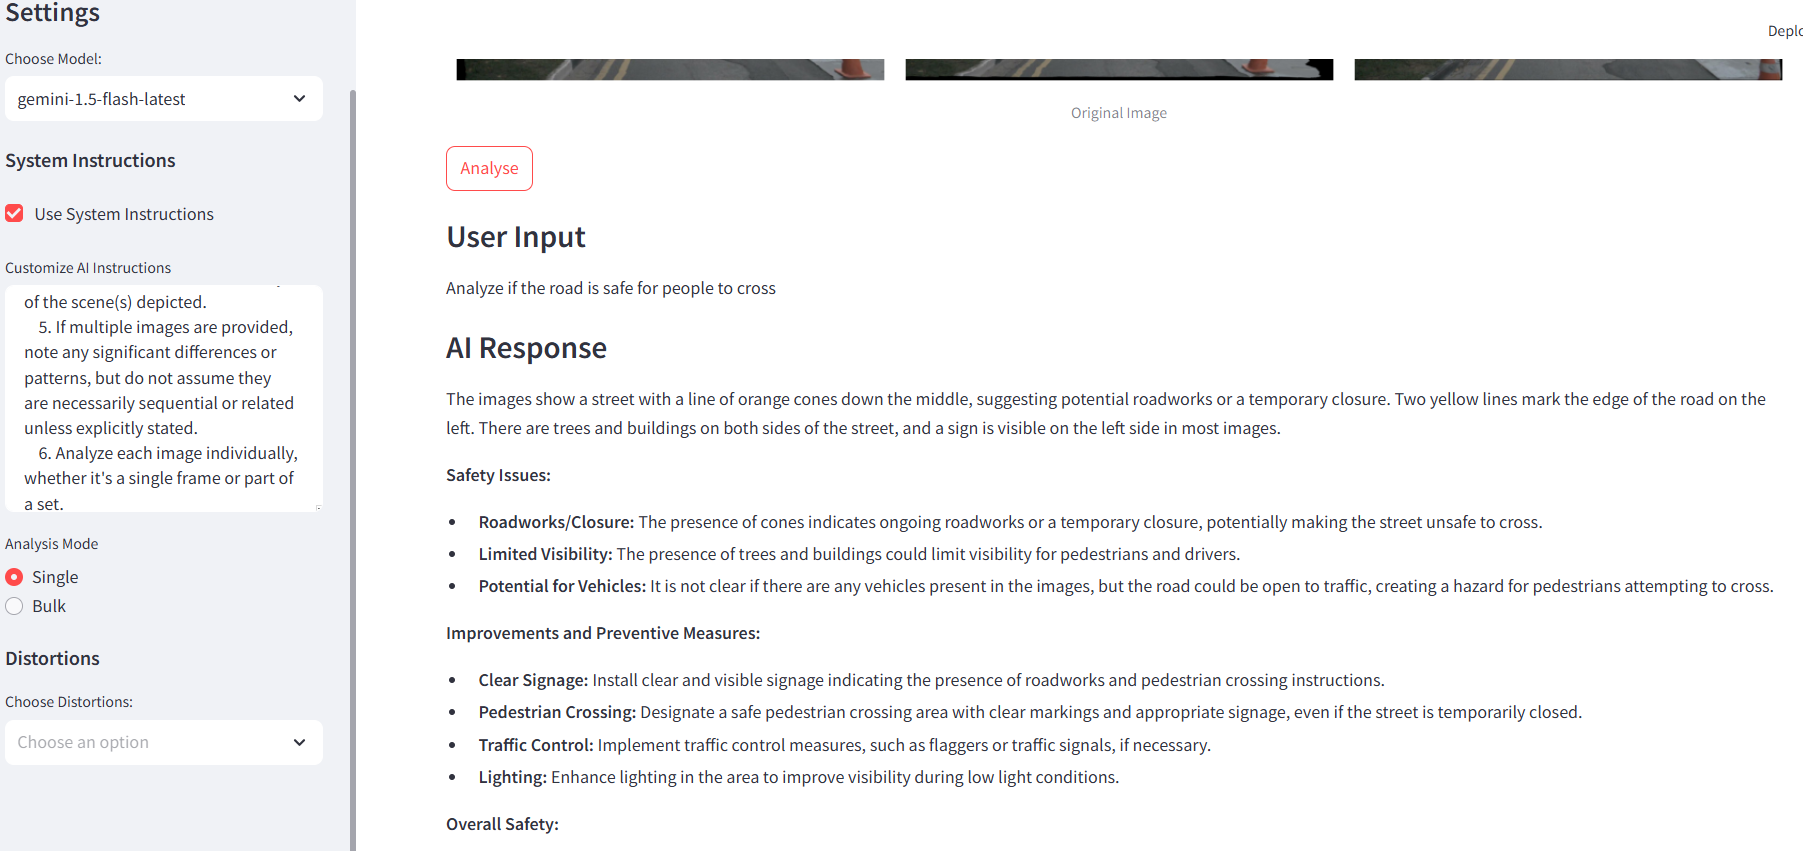 Settings
Choose Model:
gemini-1.5-flash-latest
System Instructions
Use System Instructions
Customize AI Instructions
of the scene(s) depicted.
5. If multiple images are provided,
note any significant differences or
patterns, but do not assume they
are necessarily sequential or related
unless explicitly stated.
6. Analyze each image individually,
whether it's a single frame or part of
a set.
Analysis Mode
Single
Bulk
Distortions
Choose Distortions:
Choose an option
Original Image
Analyse
User Input
Analyze if the road is safe for people to cross
AI Response
The images show a street with a line of orange cones down the middle, suggesting potential roadworks or a temporary closure. Two yellow lines mark the edge of the road on the
left. There are trees and buildings on both sides of the street, and a sign is visible on the left side in most images.
Safety Issues:
• Roadworks/Closure: The presence of cones indicates ongoing roadworks or a temporary closure, potentially making the street unsafe to cross.
• Limited Visibility: The presence of trees and buildings could limit visibility for pedestrians and drivers.
• Potential for Vehicles: It is not clear if there are any vehicles present in the images, but the road could be open to traffic, creating a hazard for pedestrians attempting to cross.
Improvements and Preventive Measures:
• Clear Signage: Install clear and visible signage indicating the presence of roadworks and pedestrian crossing instructions.
• Pedestrian Crossing: Designate a safe pedestrian crossing area with clear markings and appropriate signage, even if the street is temporarily closed.
• Traffic Control: Implement traffic control measures, such as flaggers or traffic signals, if necessary.
• Lighting: Enhance lighting in the area to improve visibility during low light conditions.
Overall Safety: